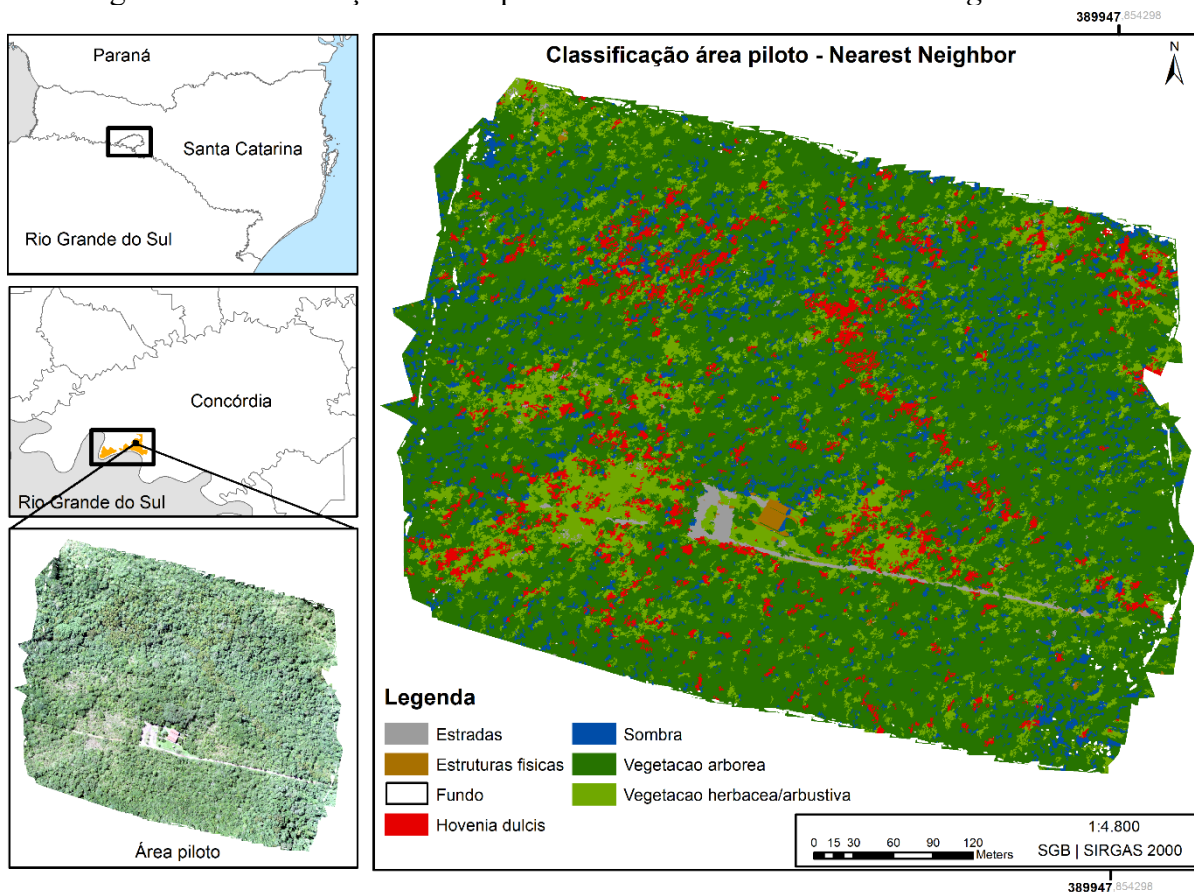 389947,854298
Paraná
Santa Catarina
Rio Grande do Sul
Concórdia
Rio Grande do Sul
Área piloto
Classificação área piloto - Nearest Neighbor
N
Legenda
Estradas
Estruturas fisicas
Fundo
Hovenia dulcis
Sombra
Vegetacao arborea
Vegetacao herbacea/arbustiva
1:4.800
0 15 30 60 90 120
Meters
SGB | SIRGAS 2000
389947,854298